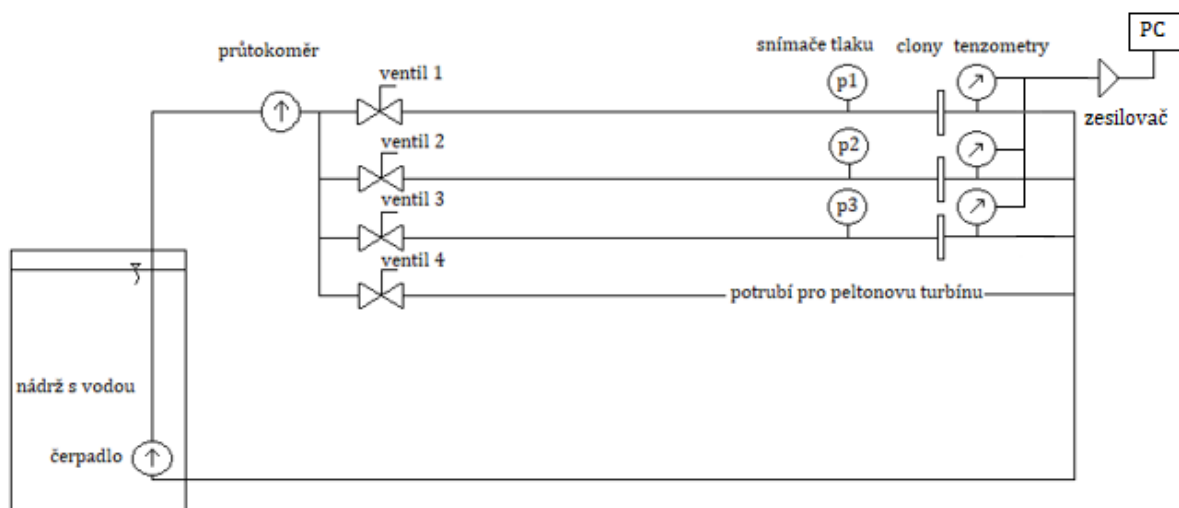 PC
průtokoměr
snímače tlaku
clony
tenzometry
ventil 1
p1
zesilovač
ventil 2
p2
ventil 3
p3
ventil 4
potrubí pro peltonovu turbínu
nádrž s vodou
čerpadlo